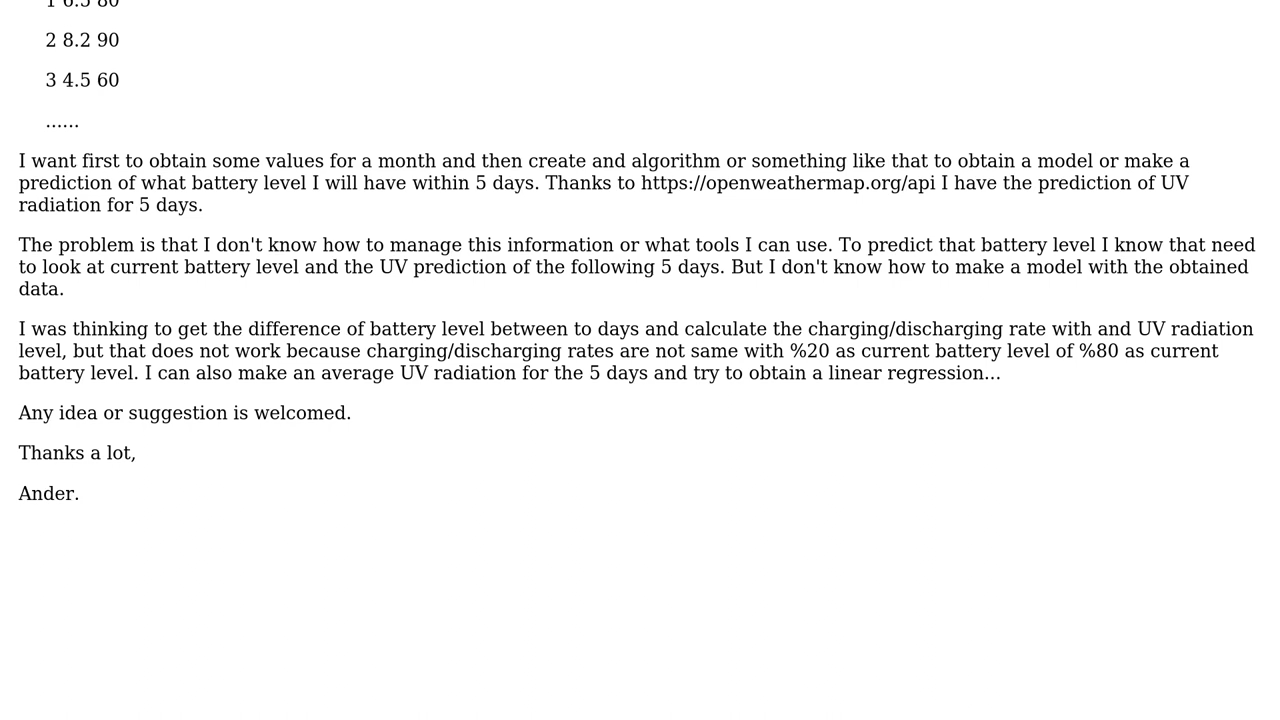 1 6.5 80
2 8.2 90
3 4.5 60
......
I want first to obtain some values for a month and then create and algorithm or something like that to obtain a model or make a
prediction of what battery level I will have within 5 days. Thanks to https://openweathermap.org/api I have the prediction of UV
radiation for 5 days.
The problem is that I don't know how to manage this information or what tools I can use. To predict that battery level I know that need
to look at current battery level and the UV prediction of the following 5 days. But I don't know how to make a model with the obtained
data.
I was thinking to get the difference of battery level between to days and calculate the charging/discharging rate with and UV radiation
level, but that does not work because charging/discharging rates are not same with %20 as current battery level of %80 as current
battery level. I can also make an average UV radiation for the 5 days and try to obtain a linear regression...
Any idea or suggestion is welcomed.
Thanks a lot,
Ander.